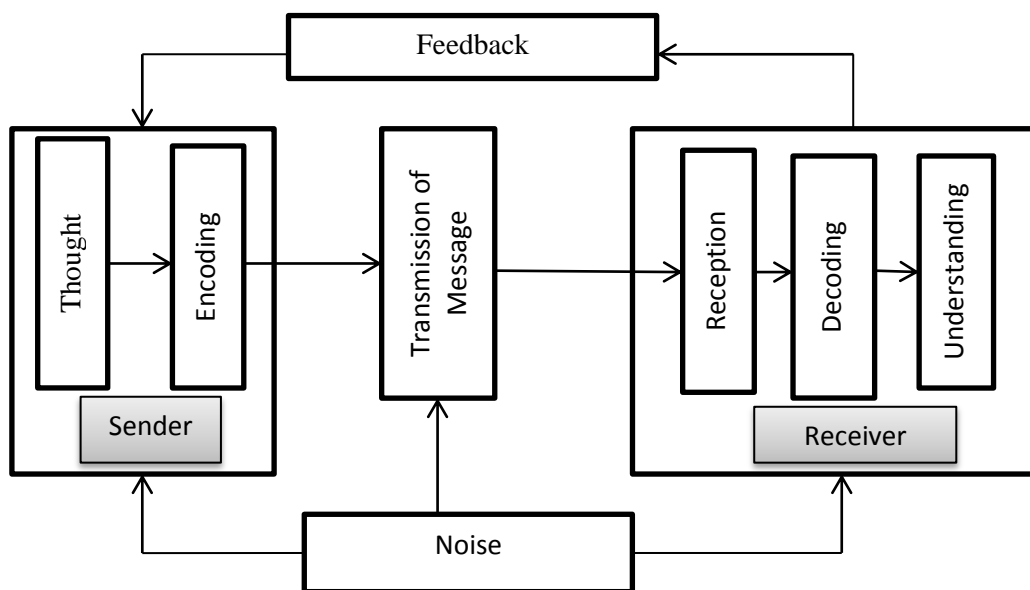 Feedback
Thought
Encoding
Sender
Transmission of
Message
Reception
Decoding
Understanding
Receiver
Noise